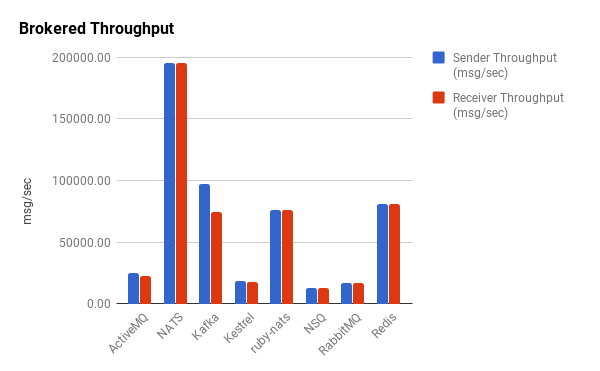 Brokered Throughput
msg/sec
200000.00
150000.00
100000.00
50000.00
0.00
ActiveMQ
NATS
Kafka
Kestrel
ruby-nats
NSQ
RabbitMQ
Redis
Sender Throughput
(msg/sec)
Receiver Throughput
(msg/sec)